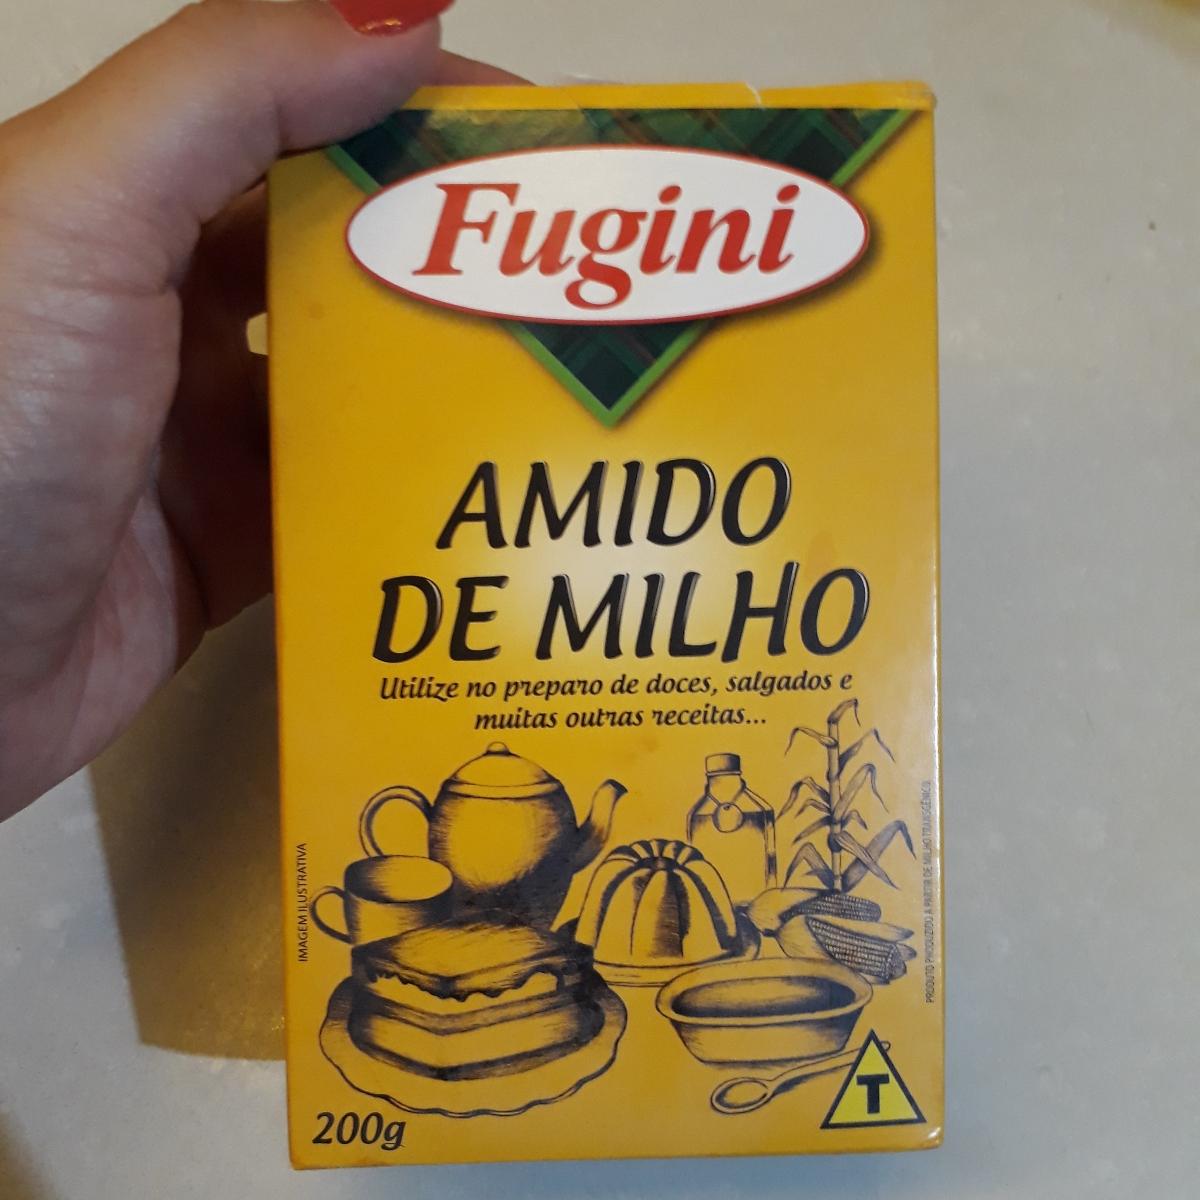 Fugini
AMIDO
DE MILHO
Utilize no preparo de doces, salgados e
muitas outras receitas...
IMAGEM ILUSTRATIVA
PRODUTO PRODUZIDO A PARTIR DE MILHO TRANSGÊNICO
T
200g